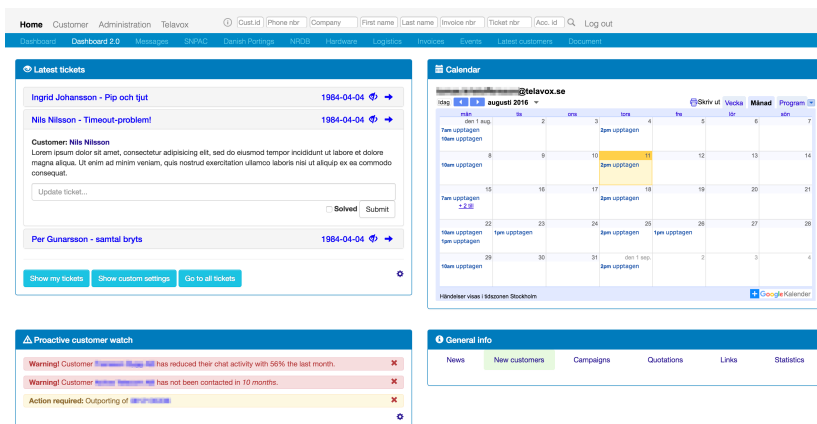 Home Customer Administration Telavox Cust.id Phone nbr Company First name Last name Invoice nbr Ticket nbr Acc. id Log out
Dashboard Dashboard 2.0 Messages SNPAC Danish Portings NRDB Hardware Logistics Invoices Events Latest customers Document
Latest tickets
Ingrid Johansson - Pip och tjut 1984-04-04
Nils Nilsson - Timeout-problem! 1984-04-04
Customer: Nils Nilsson
Lorem ipsum dolor sit amet, consectetur adipisicing elit, sed do eiusmod tempor incididunt ut labore et dolore
magna aliqua. Ut enim ad minim veniam, quis nostrud exercitation ullamco laboris nisi ut aliquip ex ea commodo
consequat.
Update ticket...
Solved Submit
Per Gunarsson - samtal bryts 1984-04-04
Show my tickets Show custom settings Go to all tickets
Calendar
@telavox.se
Idag augusti 2016 Skriv ut Vecka Månad Program
mån tis ons tors fre lör sön
den 1 aug. 2 3 4 5 6 7
7am upptagen 2pm upptagen
10am upptagen
8 9 10 11 12 13 14
10am upptagen 2pm upptagen
15 16 17 18 19 20 21
7am upptagen 2pm upptagen
+ 2 till
22 23 24 25 26 27 28
10am upptagen 1pm upptagen 2pm upptagen 1pm upptagen
1pm upptagen
29 30 31 den 1 sep. 2 3 4
10am upptagen 2pm upptagen
Händelser visas i tidszonen Stockholm Google Kalender
Proactive customer watch
Warning! Customer has reduced their chat activity with 56% the last month.
Warning! Customer has not been contacted in 10 months.
Action required: Outporting of
General info
News New customers Campaigns Quotations Links Statistics